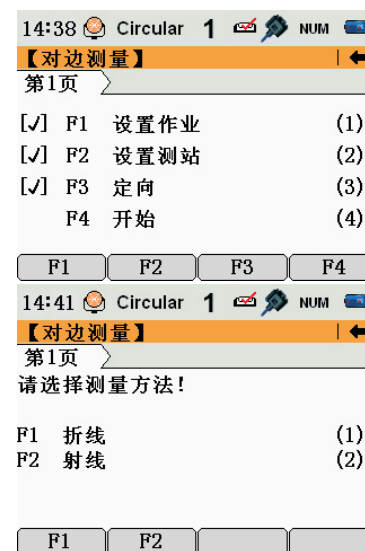 14:38 Circular 1 NUM
【对边测量】
第1页
[✓] F1 设置作业 (1)
[✓] F2 设置测站 (2)
[✓] F3 定向 (3)
F4 开始 (4)
F1 F2 F3 F4
14:41 Circular 1 NUM
【对边测量】
第1页
请选择测量方法!
F1 折线 (1)
F2 射线 (2)
F1 F2